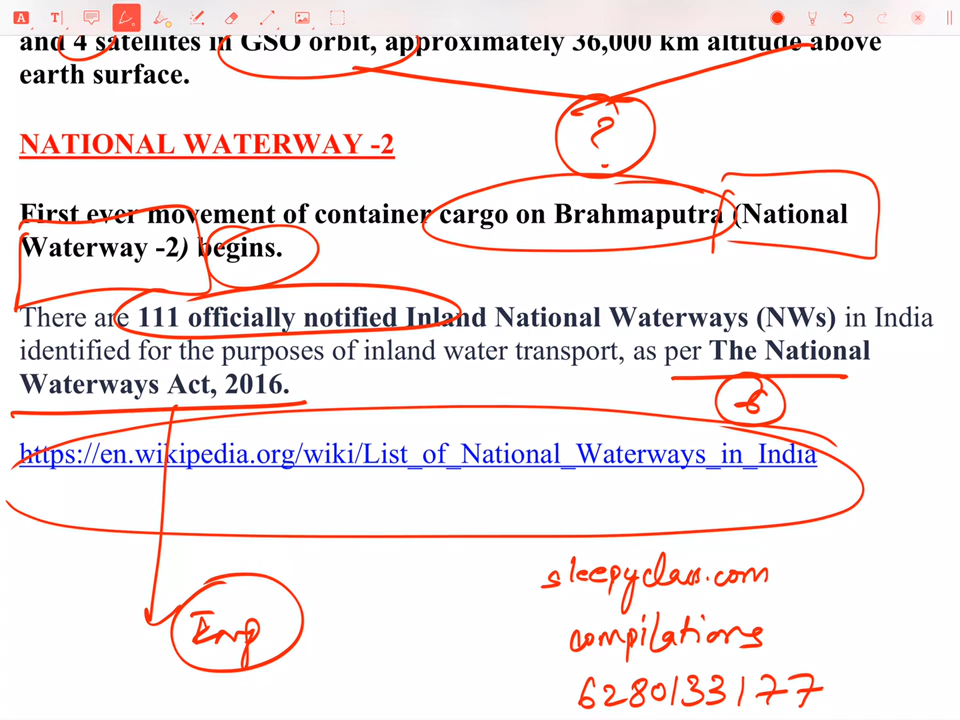 and 4 satellites in GSO orbit, approximately 36,000 km altitude above
earth surface.
NATIONAL WATERWAY -2
?
First ever movement of container cargo on Brahmaputra (National
Waterway -2) begins.
There are 111 officially notified Inland National Waterways (NWs) in India
identified for the purposes of inland water transport, as per The National
Waterways Act, 2016.
https://en.wikipedia.org/wiki/List_of_National_Waterways_in_India
sleepyclass.com
Imp
compilations
6280133177